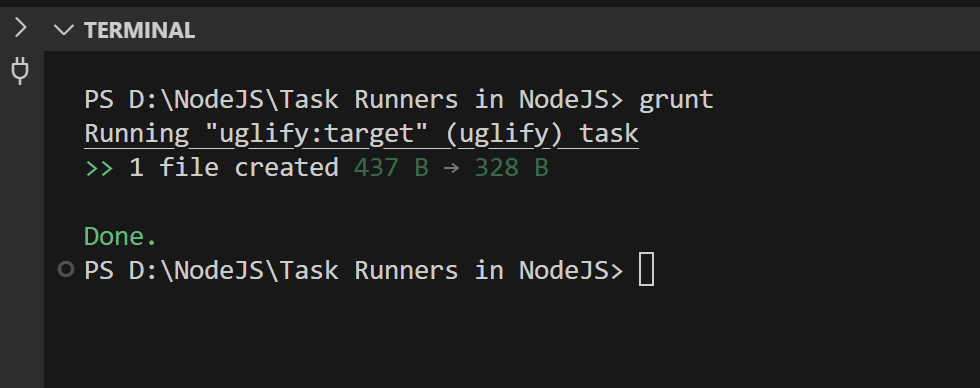 TERMINAL
PS D:\NodeJS\Task Runners in NodeJS> grunt
Running "uglify:target" (uglify) task
>> 1 file created 437 B → 328 B
Done.
PS D:\NodeJS\Task Runners in NodeJS>